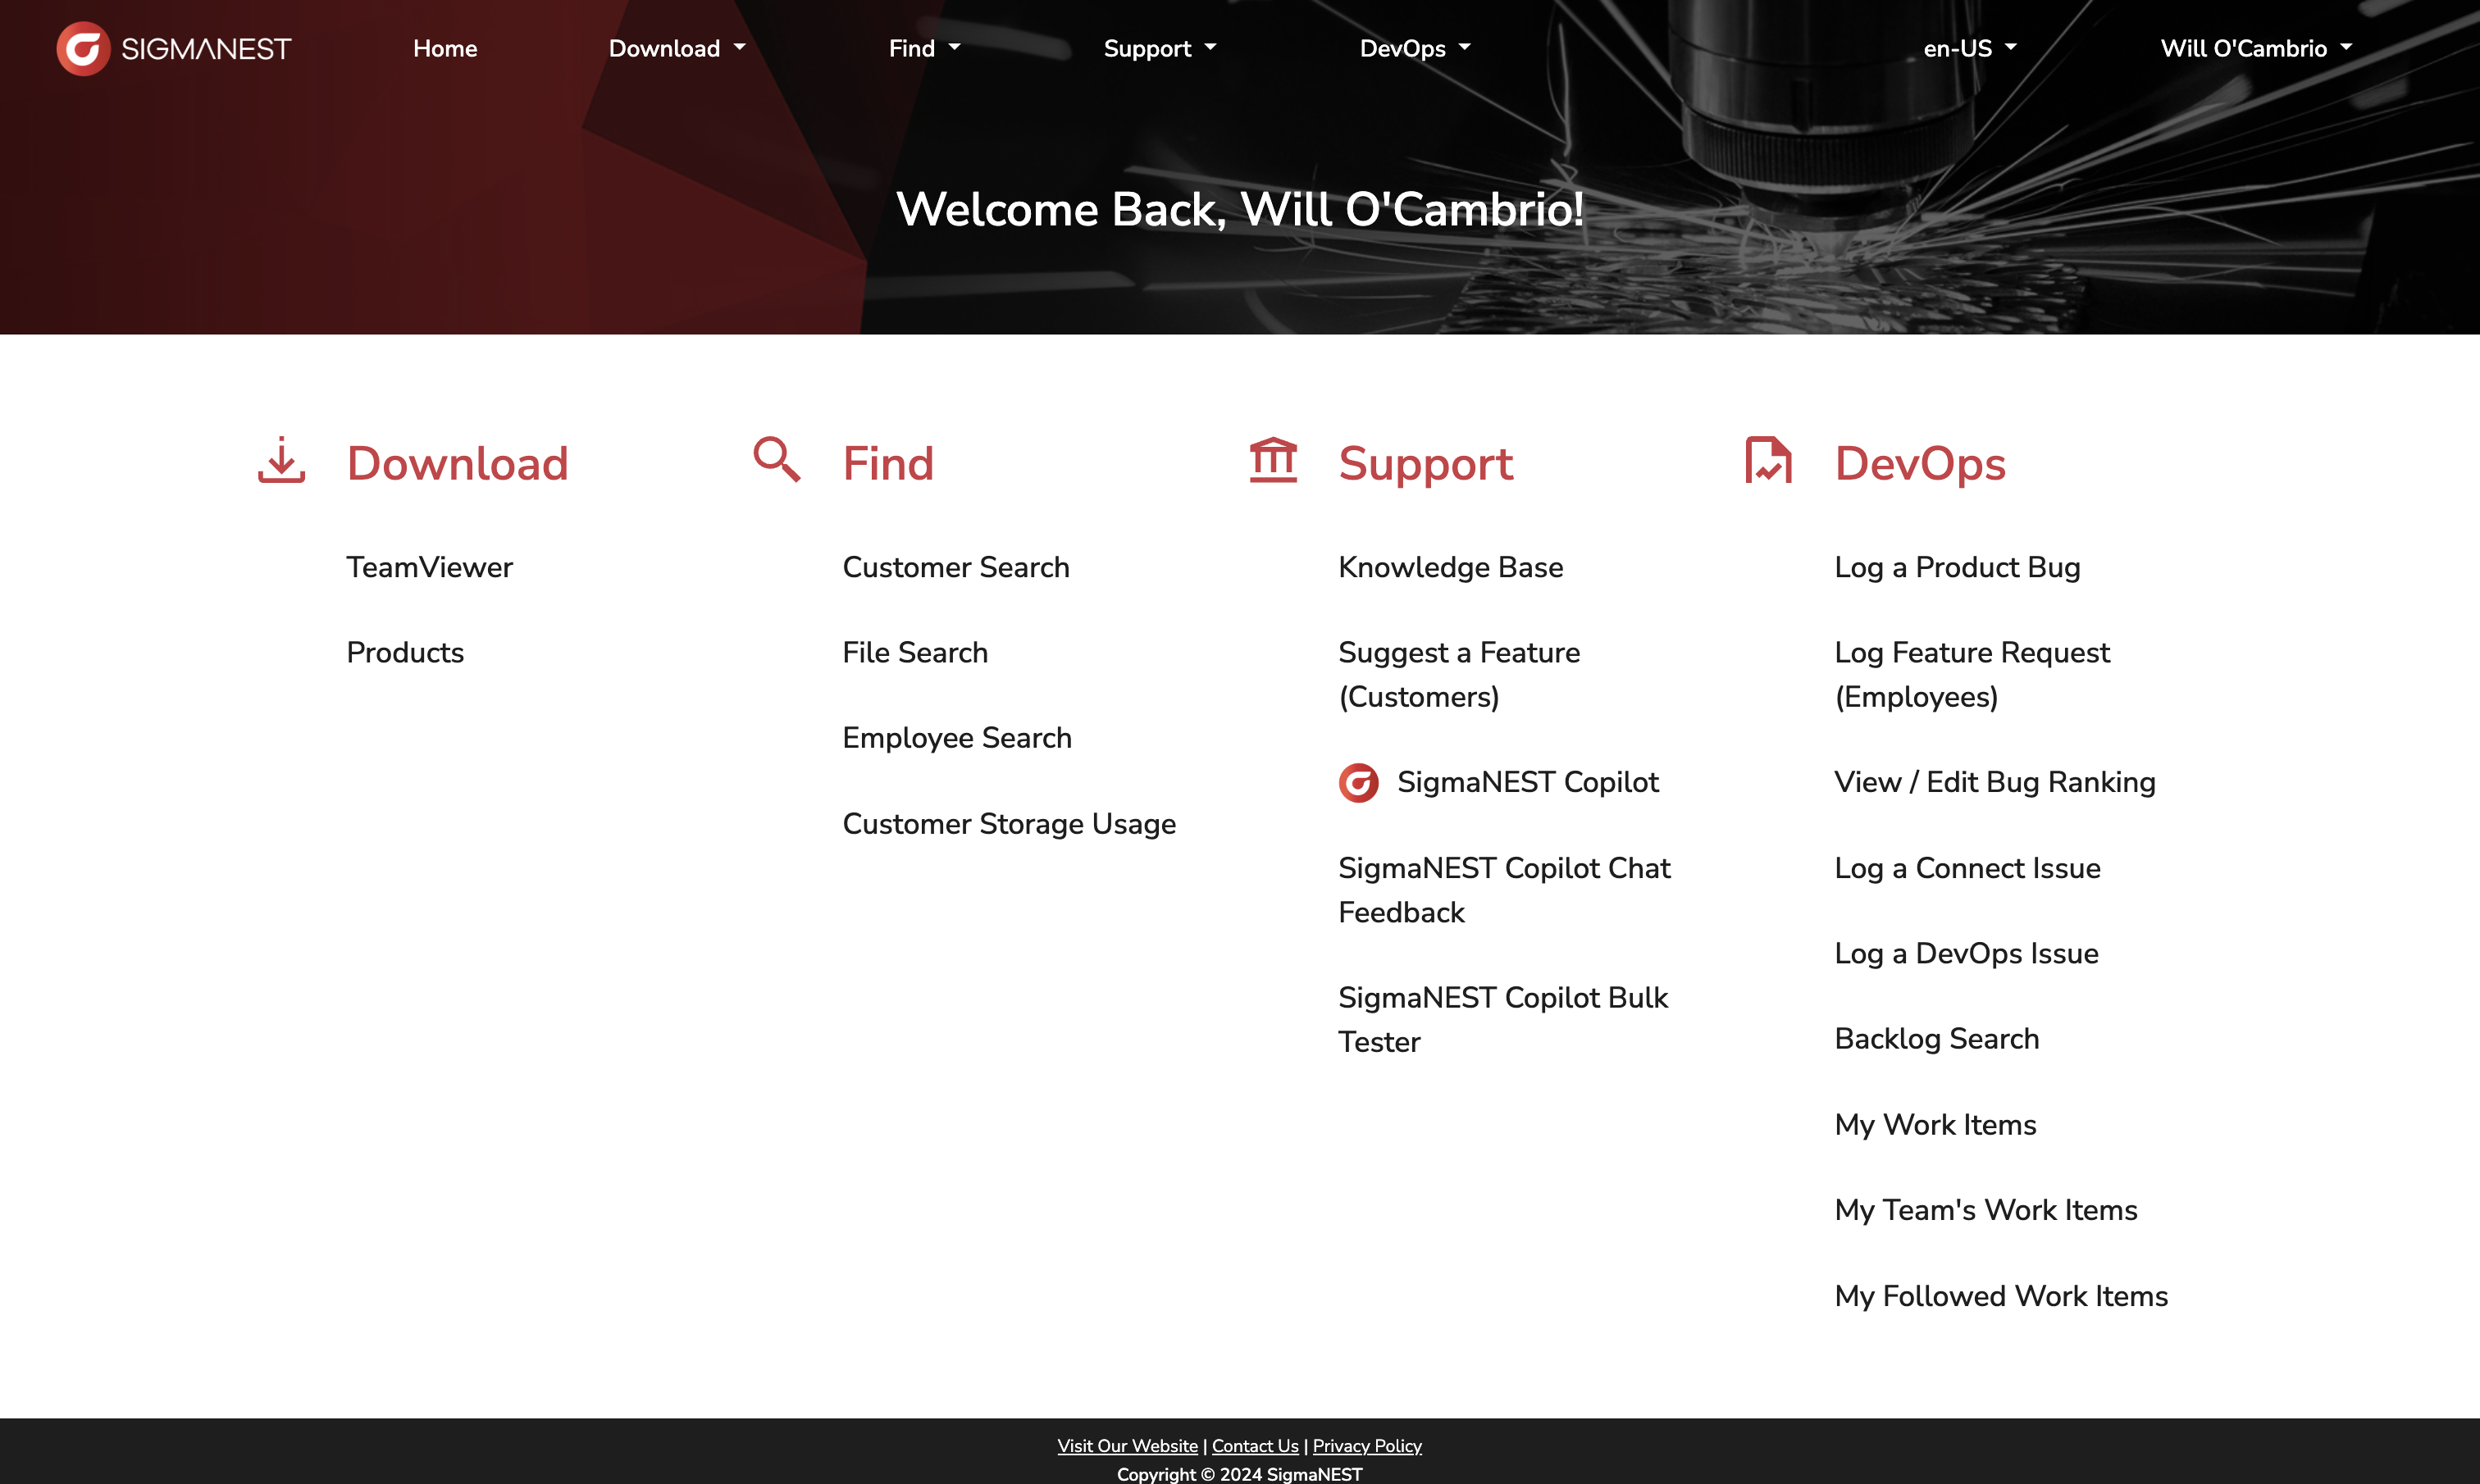 SIGMANEST
Home
Download
Find
Support
DevOps
en-US
Will O'Cambrio
Welcome Back, Will O'Cambrio!
Download
TeamViewer
Products
Find
Customer Search
File Search
Employee Search
Customer Storage Usage
Support
Knowledge Base
Suggest a Feature
(Customers)
SigmaNEST Copilot
SigmaNEST Copilot Chat
Feedback
SigmaNEST Copilot Bulk
Tester
DevOps
Log a Product Bug
Log Feature Request
(Employees)
View / Edit Bug Ranking
Log a Connect Issue
Log a DevOps Issue
Backlog Search
My Work Items
My Team's Work Items
My Followed Work Items
Visit Our Website | Contact Us | Privacy Policy
Copyright © 2024 SigmaNEST